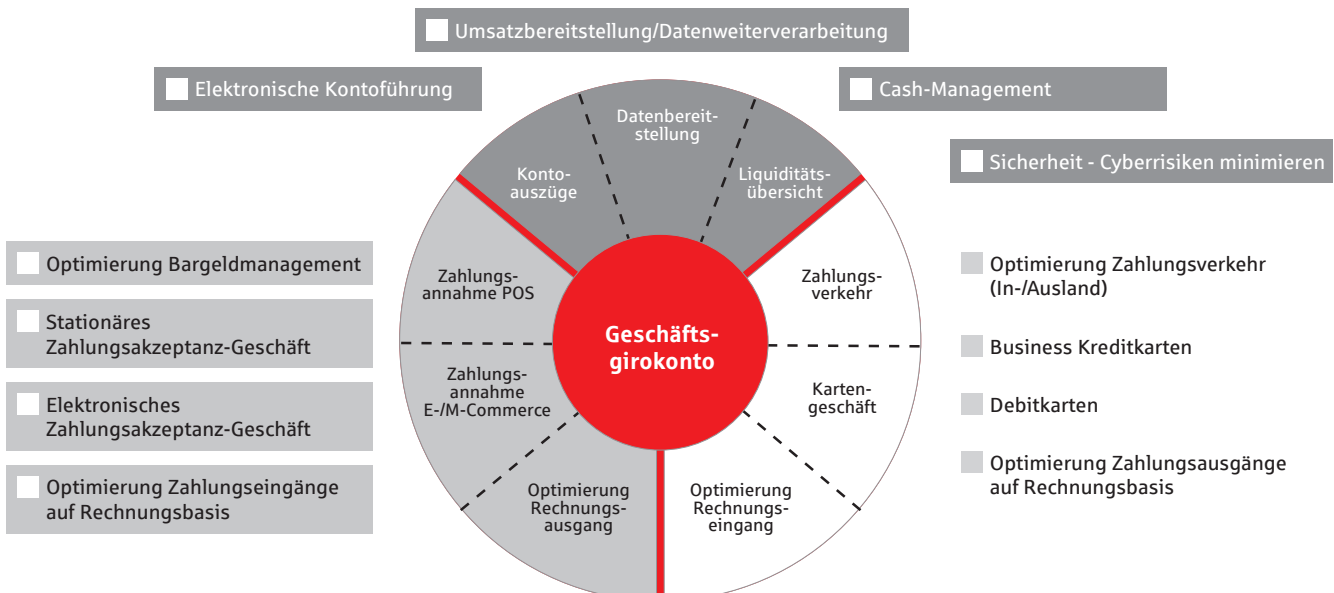 Umsatzbereitstellung/Datenweiterverarbeitung
Elektronische Kontoführung
Cash-Management
Sicherheit - Cyberrisiken minimieren
Datenbereit-
stellung
Konto-
auszüge
Liquiditäts-
übersicht
Optimierung Bargeldmanagement
Stationäres
Zahlungsakzeptanz-Geschäft
Elektronisches
Zahlungsakzeptanz-Geschäft
Optimierung Zahlungseingänge
auf Rechnungsbasis
Zahlungs-
annahme POS
Zahlungs-
annahme
E-/M-Commerce
Optimierung
Rechnungs-
ausgang
Geschäfts-
girokonto
Zahlungs-
verkehr
Karten-
geschäft
Optimierung
Rechnungs-
eingang
Optimierung Zahlungsverkehr
(In-/Ausland)
Business Kreditkarten
Debitkarten
Optimierung Zahlungsausgänge
auf Rechnungsbasis